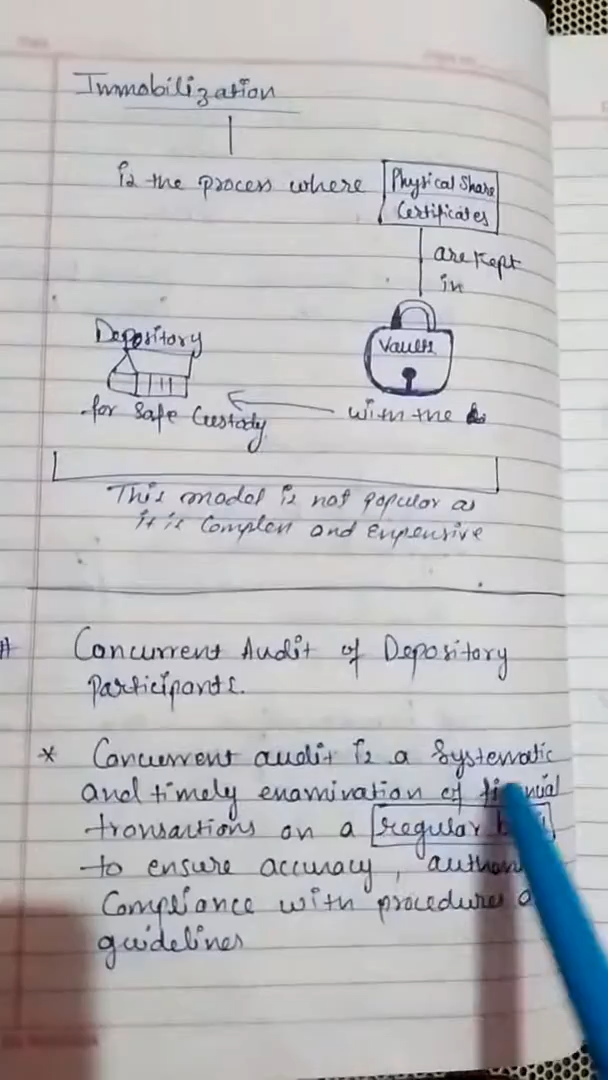 Immobilization
is the process where Physical Share
Certificates
are kept
in
Vaults
with the
Depository
for Safe Custody
This model is not popular as
it is Complex and Expensive
# Concurrent Audit of Depository
participants.
* Concurrent audit is a systematic
and timely examination of financial
transactions on a regular
to ensure accuracy,
Compliance with procedures
guidelines